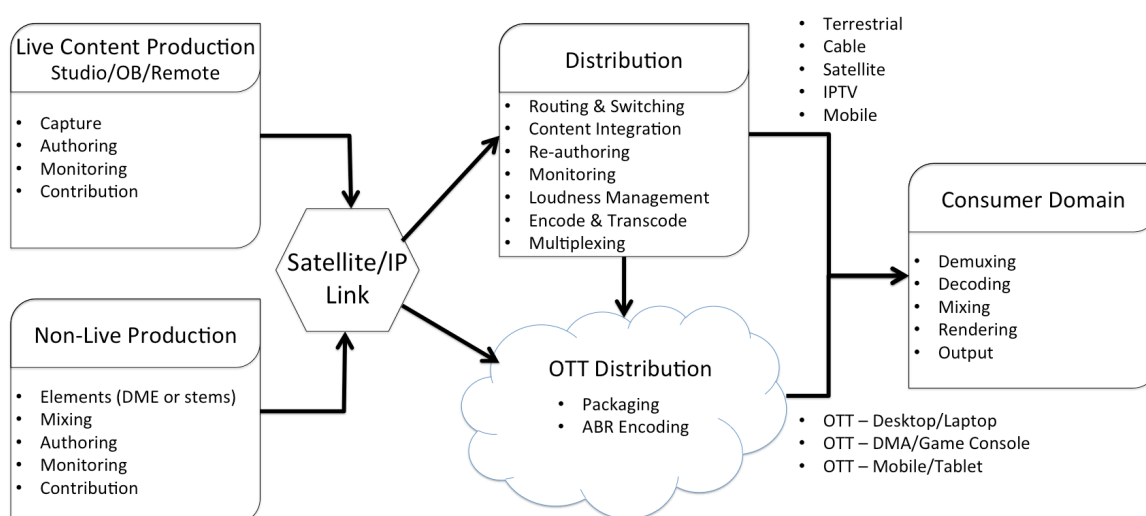 Live Content Production
Studio/OB/Remote
• Capture
• Authoring
• Monitoring
• Contribution
Non-Live Production
• Elements (DME or stems)
• Mixing
• Authoring
• Monitoring
• Contribution
Satellite/IP
Link
Distribution
• Routing & Switching
• Content Integration
• Re-authoring
• Monitoring
• Loudness Management
• Encode & Transcode
• Multiplexing
OTT Distribution
• Packaging
• ABR Encoding
• Terrestrial
• Cable
• Satellite
• IPTV
• Mobile
• OTT – Desktop/Laptop
• OTT – DMA/Game Console
• OTT – Mobile/Tablet
Consumer Domain
• Demuxing
• Decoding
• Mixing
• Rendering
• Output